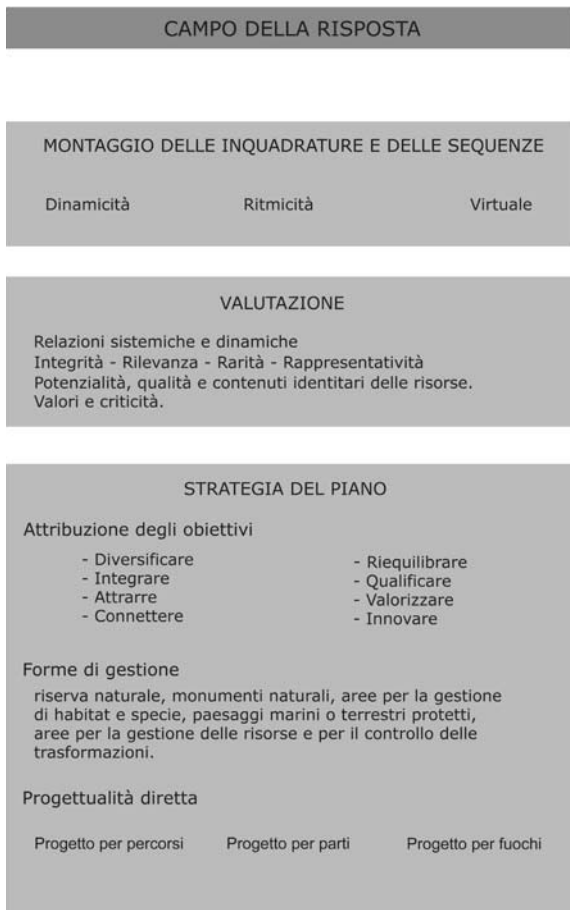 CAMPO DELLA RISPOSTA
MONTAGGIO DELLE INQUADRATURE E DELLE SEQUENZE
Dinamicità Ritmicità Virtuale
VALUTAZIONE
Relazioni sistemiche e dinamiche
Integrità - Rilevanza - Rarità - Rappresentatività
Potenzialità, qualità e contenuti identitari delle risorse.
Valori e criticità.
STRATEGIA DEL PIANO
Attribuzione degli obiettivi
- Diversificare - Riequilibrare
- Integrare - Qualificare
- Attrarre - Valorizzare
- Connettere - Innovare
Forme di gestione
riserva naturale, monumenti naturali, aree per la gestione
di habitat e specie, paesaggi marini o terrestri protetti,
aree per la gestione delle risorse e per il controllo delle
trasformazioni.
Progettualità diretta
Progetto per percorsi Progetto per parti Progetto per fuochi